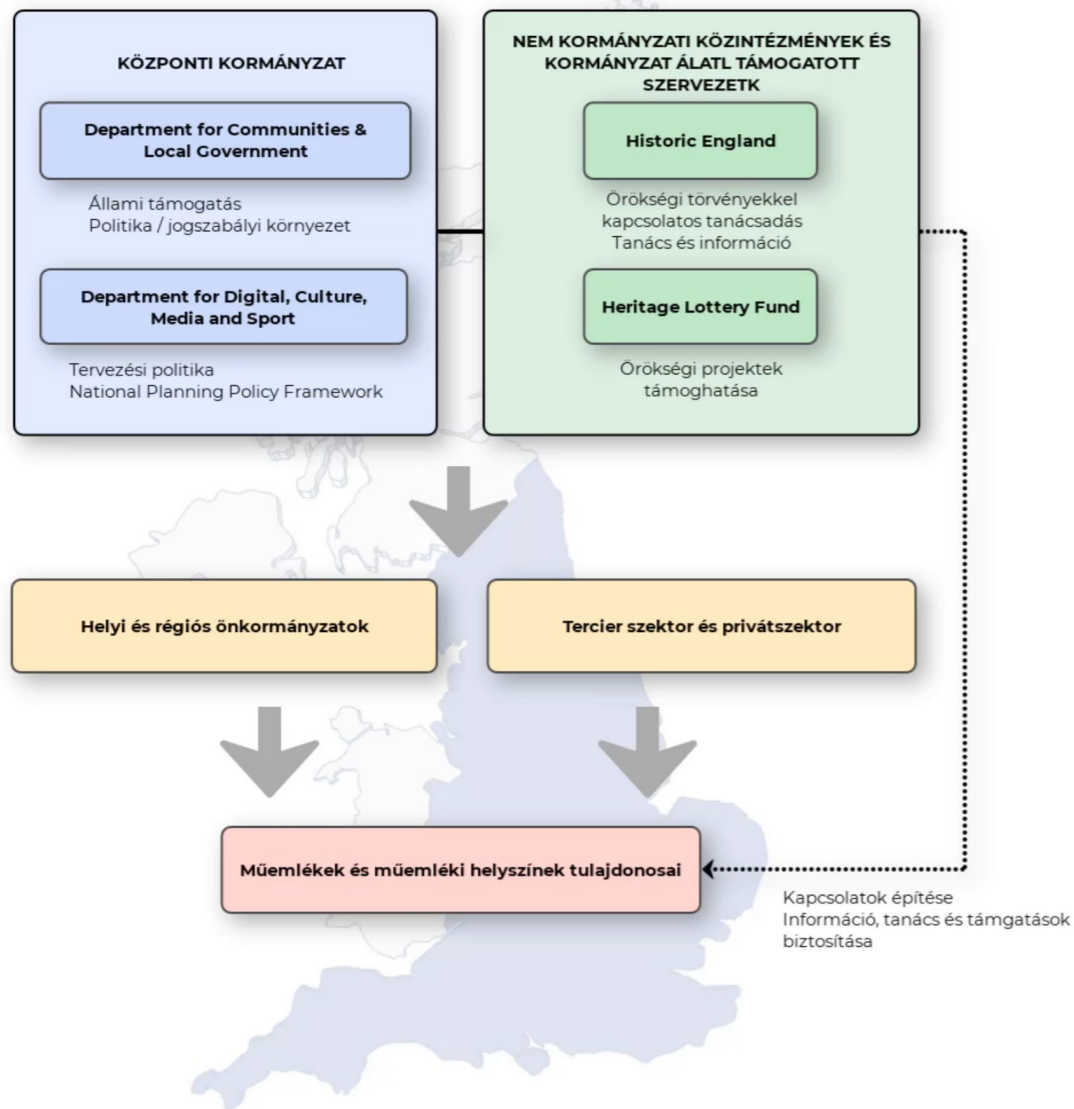 KÖZPONTI KORMÁNYZAT
Department for Communities &
Local Government
Állami támogatás
Politika / jogszabályi környezet
Department for Digital, Culture,
Media and Sport
Tervezési politika
National Planning Policy Framework
NEM KORMÁNYZATI KÖZINTÉZMÉNYEK ÉS
KORMÁNYZAT ÁLATL TÁMOGATOTT
SZERVEZETK
Historic England
Örökségi törvényekkel
kapcsolatos tanácsadás
Tanács és információ
Heritage Lottery Fund
Örökségi projektek
támoghatása
Helyi és régiós önkormányzatok
Tercier szektor és privátszektor
Műemlékek és műemléki helyszínek tulajdonosai
Kapcsolatok építése
Információ, tanács és támgatások
biztosítása